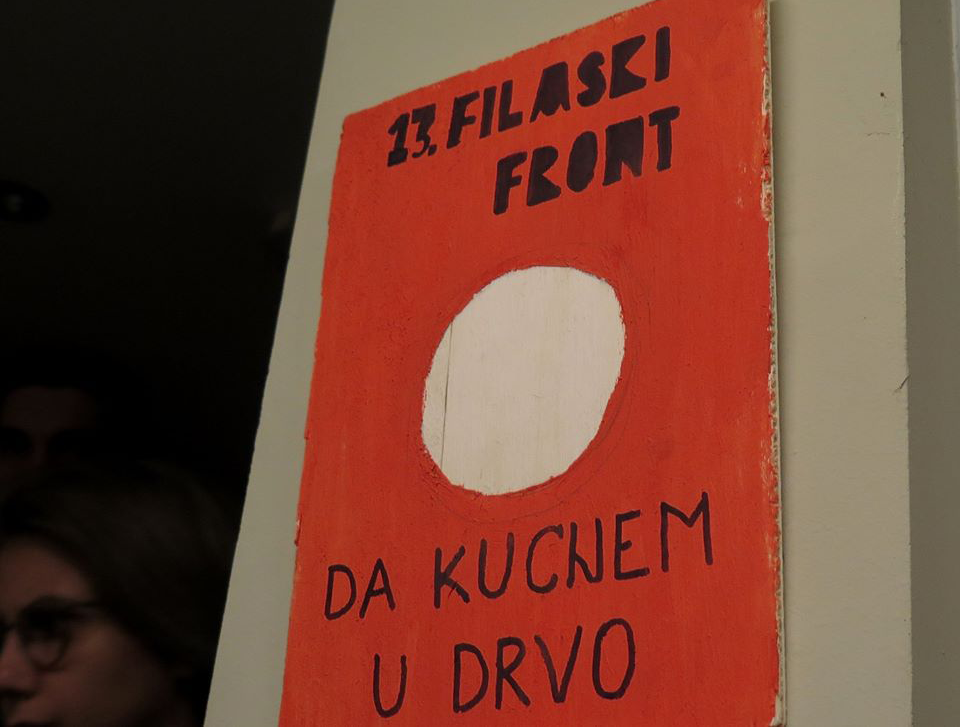 13. FILASKI
FRONT
DA KUCNEM
U DRVO